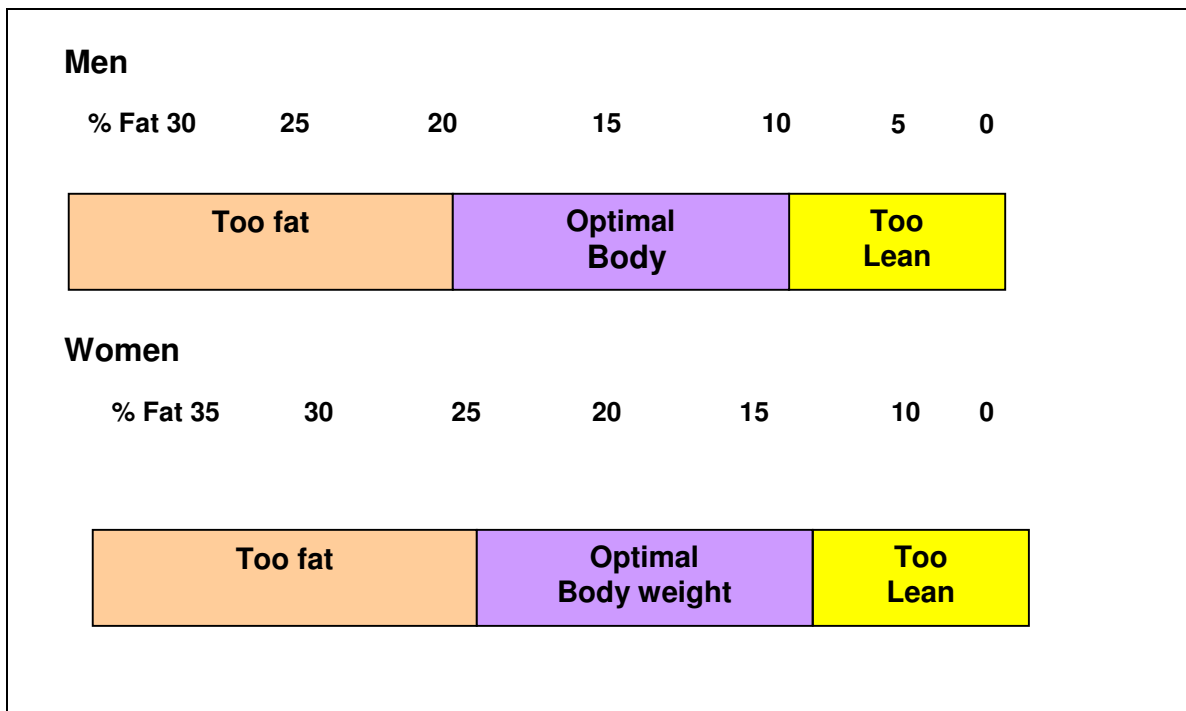 Men
% Fat 30 25 20 15 10 5 0
Too fat Optimal Too
Body Lean
Women
% Fat 35 30 25 20 15 10 0
Too fat Optimal Too
Body weight Lean